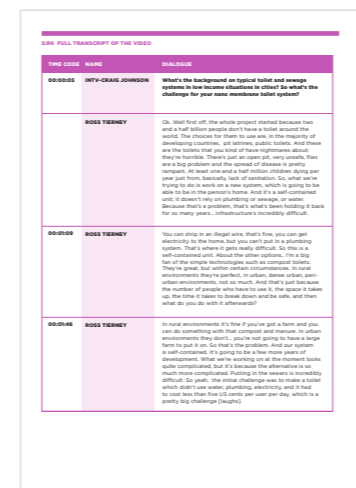 3:06 FULL TRANSCRIPT OF THE VIDEO
TIME CODE NAME DIALOGUE
00:00:05 INTV-CRAIG JOHNSON What's the background on typical toilet and sewage
systems in low income situations in cities? So what's the
challenge for your nano membrane toilet system?
ROSS TIERNEY Ok. Well first off, the whole project started because two
and a half billion people don't have a toilet around the
world. The choices for them to use are, in the majority of
developing countries, pit latrines, public toilets. And these
are the toilets that you kind of have nightmares about;
they're horrible. There's just an open pit, very unsafe, flies
are a big problem and the spread of disease is pretty
rampant. At least one and a half million children dying per
year just from, basically, lack of sanitation. So, what we're
trying to do is work on a new system, which is going to be
able to be in the person's home. And it's a self-contained
unit; it doesn't rely on plumbing or sewage, or water.
Because that's a problem, that's what's been holding it back
for so many years... infrastructure's incredibly difficult.
00:01:09 ROSS TIERNEY You can strip in an illegal wire, that's fine, you can get
electricity to the home, but you can't put in a plumbing
system. That's where it gets really difficult. So this is a
self-contained unit. About the other options.. I'm a big
fan of the simple technologies such as compost toilets.
They're great, but within certain circumstances. In rural
environments they're perfect, in urban, dense urban, peri-
urban environments, not so much. And that's just because
the number of people who have to use it, the space it takes
up, the time it takes to break down and be safe, and then
what do you do with it afterwards?
00:01:46 ROSS TIERNEY In rural environments it's fine if you've got a farm and you
can do something with that compost and manure. In urban
environments they don't.. you're not going to have a large
farm to put it on. So that's the problem. And our system
is self-contained. It's going to be a few more years of
development. What we're working on at the moment looks
quite complicated, but it's because the alternative is so
much more complicated. Putting in the sewers is incredibly
difficult. So yeah, the initial challenge was to make a toilet
which didn't use water, plumbing, electricity, and it had
to cost less than five US cents per user per day, which is a
pretty big challenge [laughs].